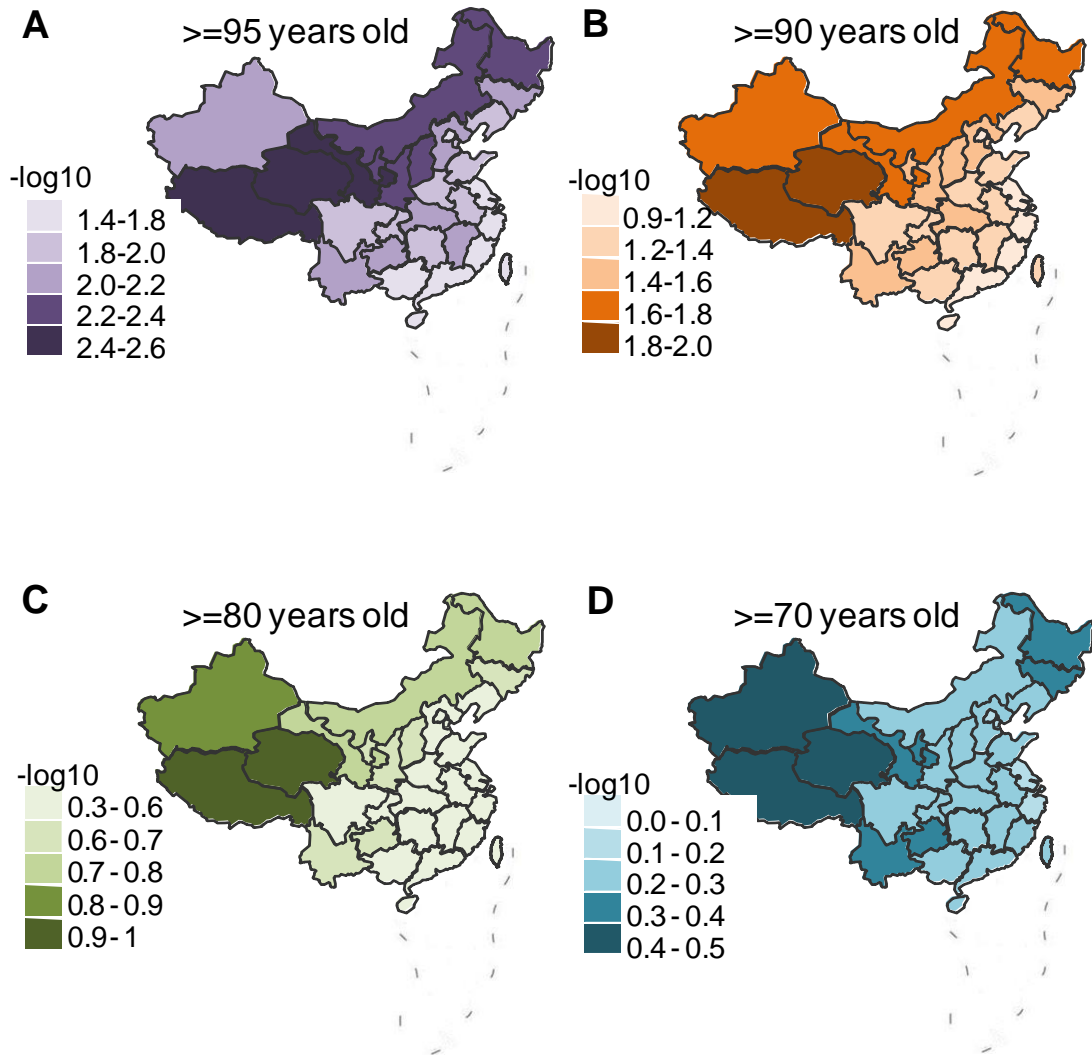 A
>=95 years old
-log10
1.4-1.8
1.8-2.0
2.0-2.2
2.2-2.4
2.4-2.6
B
>=90 years old
-log10
0.9-1.2
1.2-1.4
1.4-1.6
1.6-1.8
1.8-2.0
C
>=80 years old
-log10
0.3 - 0.6
0.6 - 0.7
0.7 - 0.8
0.8 - 0.9
0.9 - 1
D
>=70 years old
-log10
0.0 - 0.1
0.1 - 0.2
0.2 - 0.3
0.3 - 0.4
0.4 - 0.5